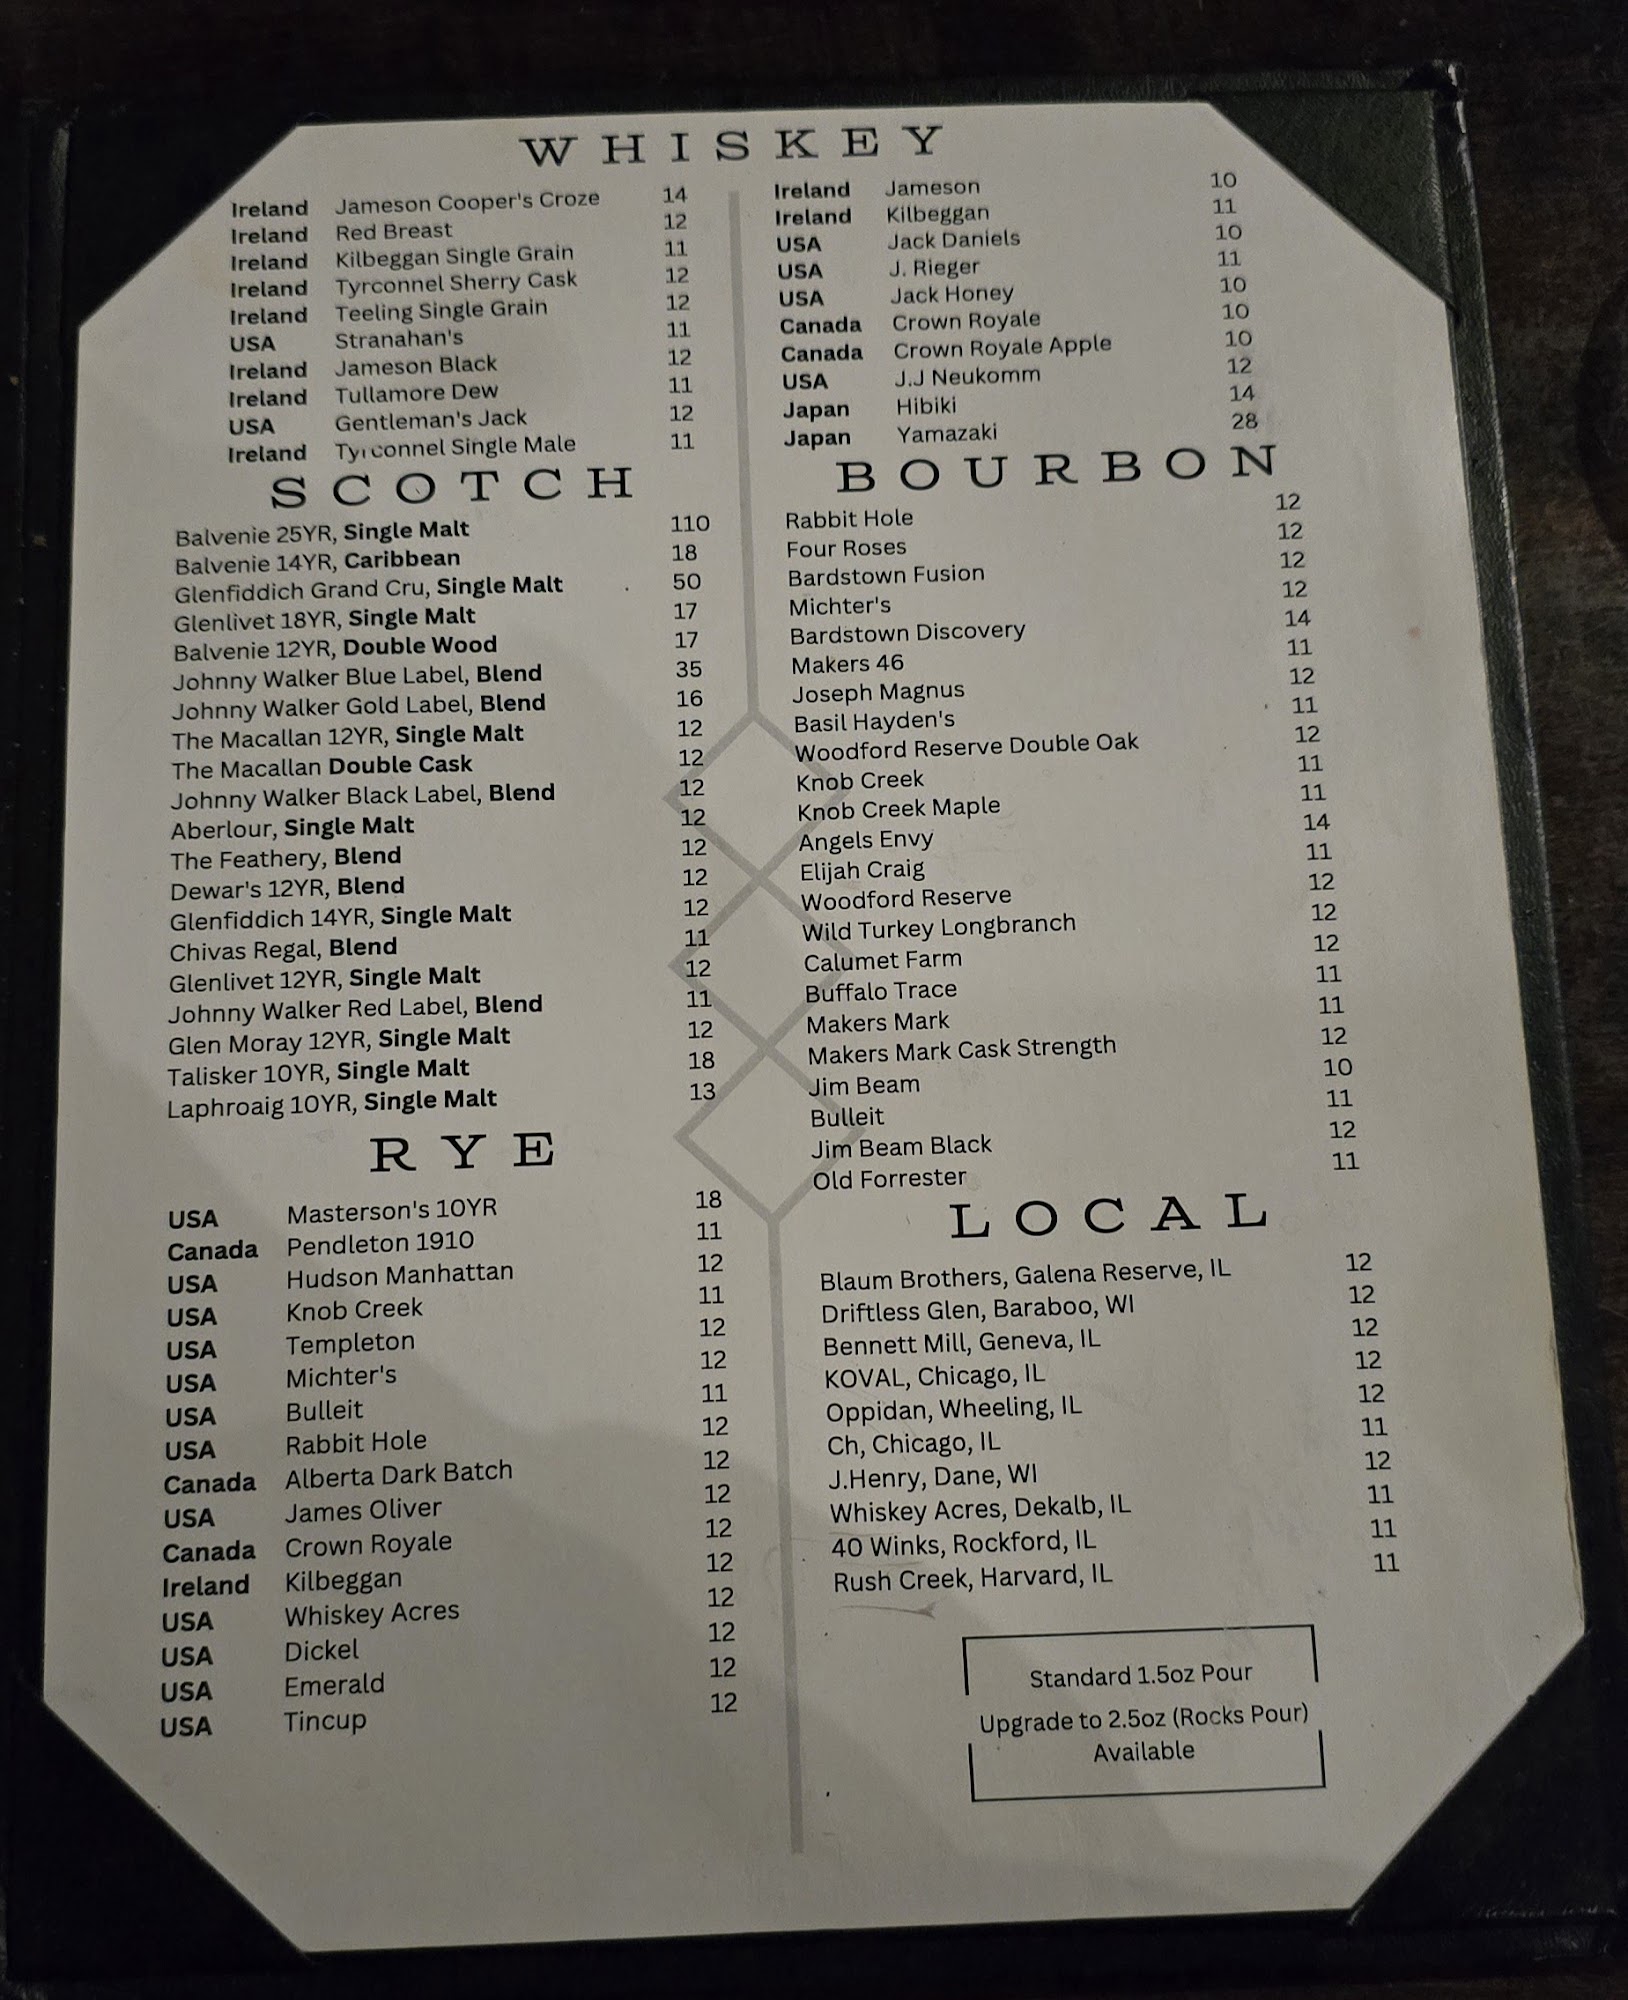 WHISKEY
Ireland Jameson Cooper's Croze 14
Ireland Red Breast 12
Ireland Kilbeggan Single Grain 11
Ireland Tyrconnel Sherry Cask 12
Ireland Teeling Single Grain 12
USA Stranahan's 11
Ireland Jameson Black 12
Ireland Tullamore Dew 11
USA Gentleman's Jack 12
Ireland Tyrconnel Single Male 11
Ireland Jameson 10
Ireland Kilbeggan 11
USA Jack Daniels 10
USA J. Rieger 11
USA Jack Honey 10
Canada Crown Royale 10
Canada Crown Royale Apple 10
USA J.J Neukomm 12
Japan Hibiki 14
Japan Yamazaki 28
SCOTCH
Balvenie 25YR, Single Malt 110
Balvenie 14YR, Caribbean 18
Glenfiddich Grand Cru, Single Malt 50
Glenlivet 18YR, Single Malt 17
Balvenie 12YR, Double Wood 17
Johnny Walker Blue Label, Blend 35
Johnny Walker Gold Label, Blend 16
The Macallan 12YR, Single Malt 12
The Macallan Double Cask 12
Johnny Walker Black Label, Blend 12
Aberlour, Single Malt 12
The Feathery, Blend 12
Dewar's 12YR, Blend 12
Glenfiddich 14YR, Single Malt 12
Chivas Regal, Blend 11
Glenlivet 12YR, Single Malt 12
Johnny Walker Red Label, Blend 11
Glen Moray 12YR, Single Malt 12
Talisker 10YR, Single Malt 18
Laphroaig 10YR, Single Malt 13
BOURBON
Rabbit Hole 12
Four Roses 12
Bardstown Fusion 12
Michter's 12
Bardstown Discovery 14
Makers 46 11
Joseph Magnus 12
Basil Hayden's 11
Woodford Reserve Double Oak 12
Knob Creek 11
Knob Creek Maple 11
Angels Envy 14
Elijah Craig 11
Woodford Reserve 12
Wild Turkey Longbranch 12
Calumet Farm 12
Buffalo Trace 11
Makers Mark 11
Makers Mark Cask Strength 12
Jim Beam 10
Bulleit 11
Jim Beam Black 12
Old Forrester 11
RYE
USA Masterson's 10YR 18
Canada Pendleton 1910 11
USA Hudson Manhattan 12
USA Knob Creek 11
USA Templeton 12
USA Michter's 12
USA Bulleit 11
USA Rabbit Hole 12
Canada Alberta Dark Batch 12
USA James Oliver 12
Canada Crown Royale 12
Ireland Kilbeggan 12
USA Whiskey Acres 12
USA Dickel 12
USA Emerald 12
USA Tincup 12
LOCAL
Blaum Brothers, Galena Reserve, IL 12
Driftless Glen, Baraboo, WI 12
Bennett Mill, Geneva, IL 12
KOVAL, Chicago, IL 12
Oppidan, Wheeling, IL 12
Ch, Chicago, IL 11
J.Henry, Dane, WI 12
Whiskey Acres, Dekalb, IL 11
40 Winks, Rockford, IL 11
Rush Creek, Harvard, IL 11
Standard 1.5oz Pour
Upgrade to 2.5oz (Rocks Pour)
Available